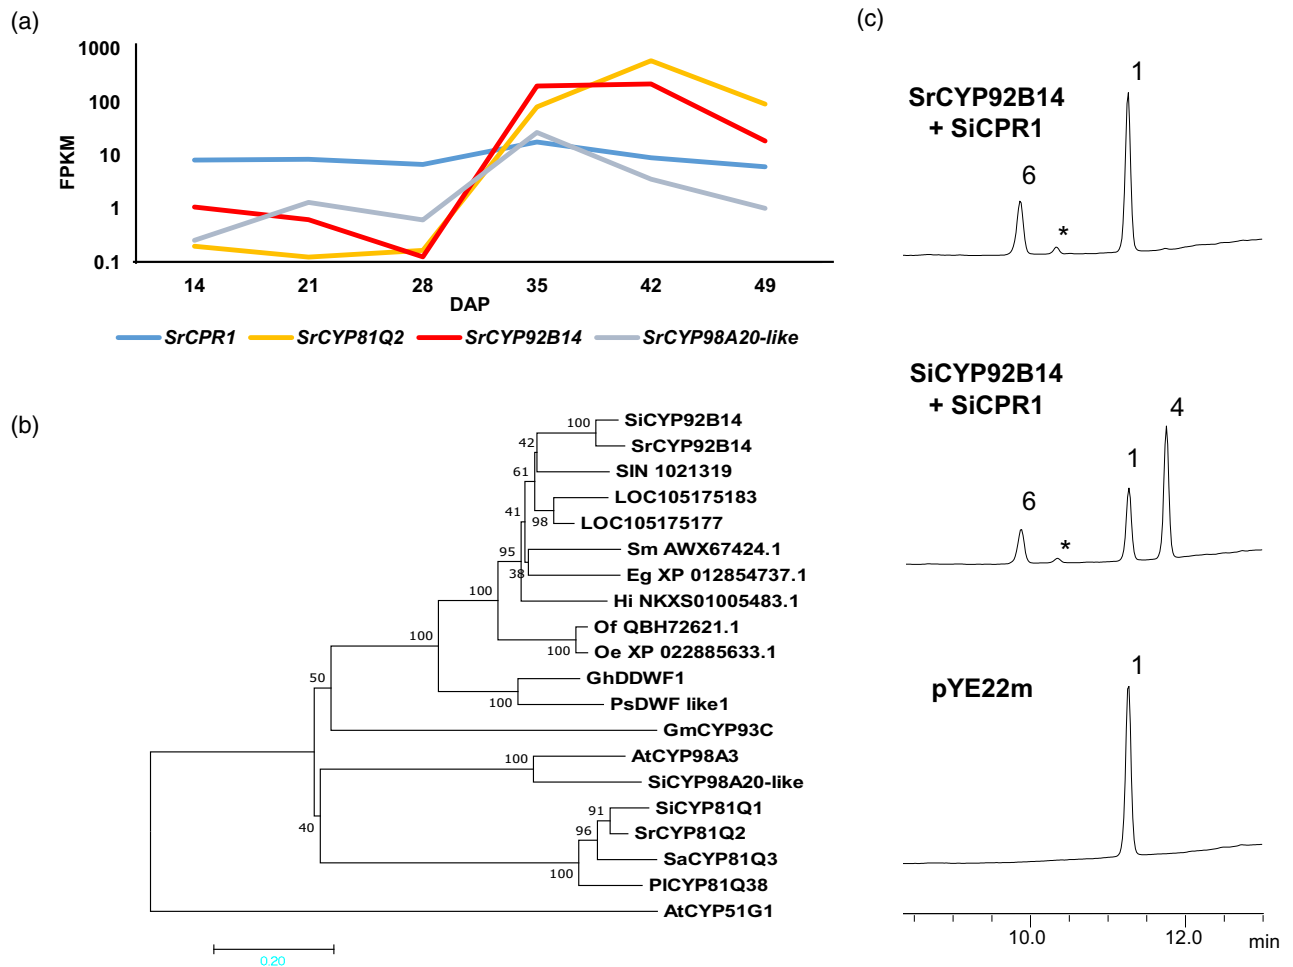 (a)
1000
100
10
1
0.1
FPKM
14 21 28 35 42 49
DAP
SrCPR1 SrCYP81Q2 SrCYP92B14 SrCYP98A20-like
(b)
SiCYP92B14
100
SrCYP92B14
42
SIN 1021319
61
LOC105175183
41
LOC105175177
98
Sm AWX67424.1
95
Eg XP 012854737.1
38
Hi NKXS01005483.1
100
Of QBH72621.1
100
Oe XP 022885633.1
100
GhDDWF1
50
PsDWF like1
100
GmCYP93C
AtCYP98A3
100
SiCYP98A20-like
SiCYP81Q1
91
SrCYP81Q2
96
40
SaCYP81Q3
100
PlCYP81Q38
AtCYP51G1
0.20
(c)
SrCYP92B14
+ SiCPR1
1
6
*
SiCYP92B14
+ SiCPR1
4
1
6
*
pYE22m
1
10.0 12.0 min